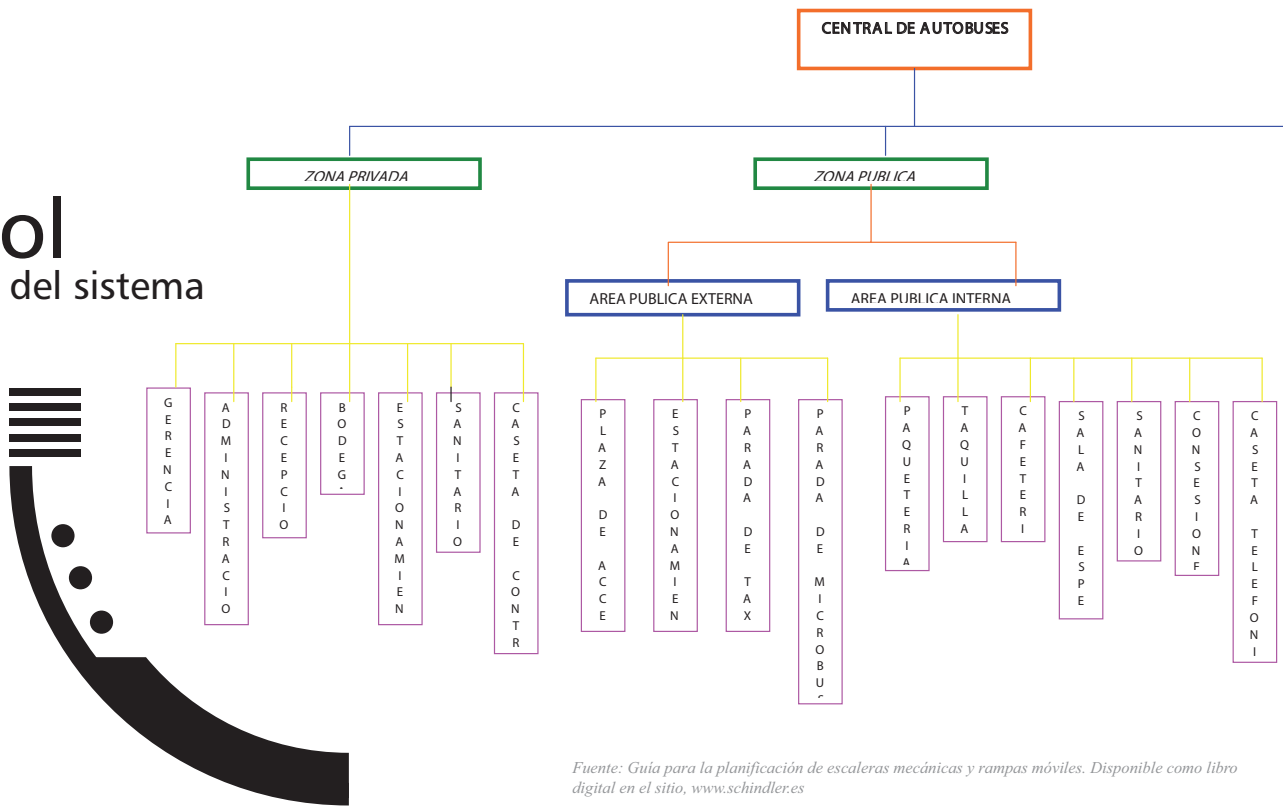 CENTRAL DE AUTOBUSES
ZONA PRIVADA
ZONA PUBLICA
ol
del sistema
AREA PUBLICA EXTERNA
AREA PUBLICA INTERNA
GERENCIA
ADMINISTRACIO
RECEPCIO
BODEG
ESTACIONAMIEN
SANITARIO
CASETA DE CONTR
PLAZA DE ACCE
ESTACIONAMIEN
PARADA DE TAX
PARADA DE MICROBUS
PAQUETERIA
TAQUILLA
CAFETERI
SALA DE ESPE
SANITARIO
CONSESION
CASETA TELEFONI
Fuente: Guía para la planificación de escaleras mecánicas y rampas móviles. Disponible como libro
digital en el sitio, www.schindler.es